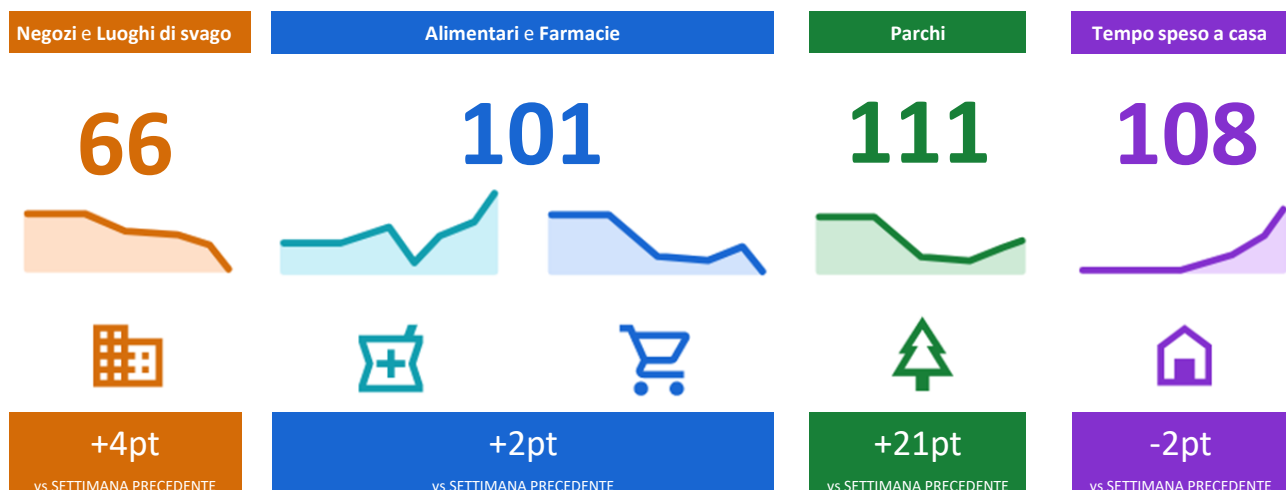 Negozi e Luoghi di svago
Alimentari e Farmacie
Parchi
Tempo speso a casa
66
101
111
108
+4pt
+2pt
+21pt
-2pt
vs SETTIMANA PRECEDENTE
vs SETTIMANA PRECEDENTE
vs SETTIMANA PRECEDENTE
vs SETTIMANA PRECEDENTE